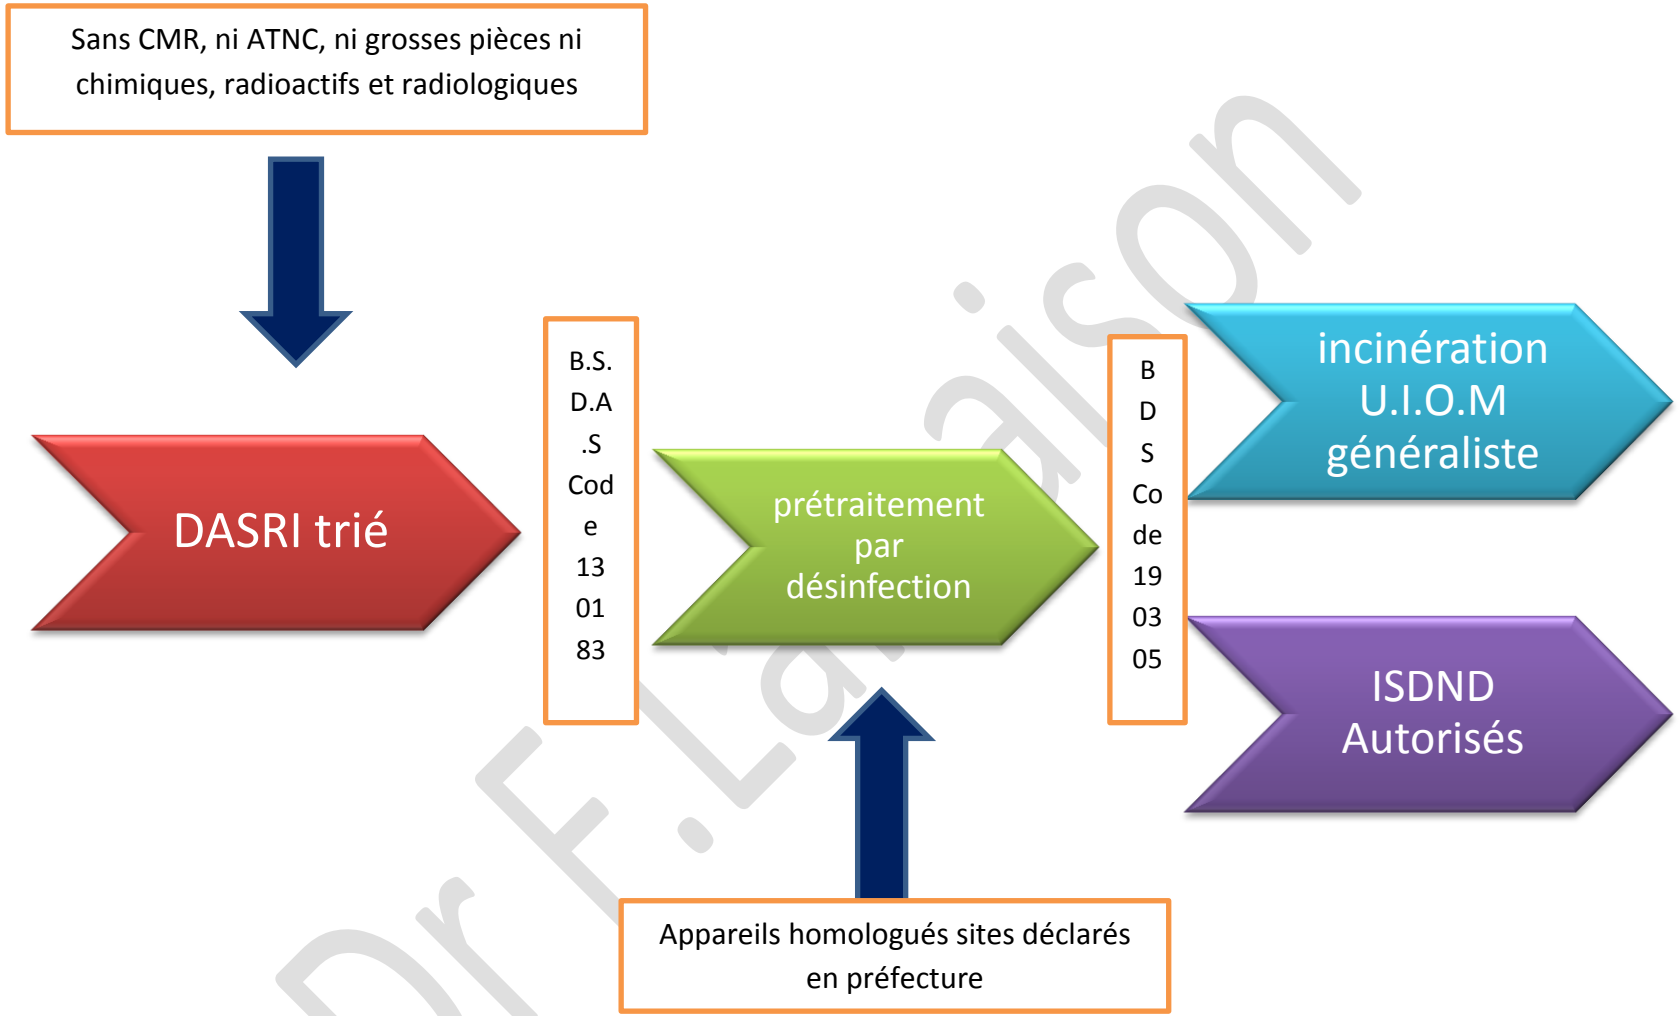 Sans CMR, ni ATNC, ni grosses pièces ni
chimiques, radioactifs et radiologiques
DASRI trié
B.S.
D.A
.S
Cod
e
13
01
83
prétraitement
par
désinfection
B
D
S
Co
de
19
03
05
incinération
U.I.O.M
généraliste
ISDND
Autorisés
Appareils homologués sites déclarés
en préfecture
Dr F.La